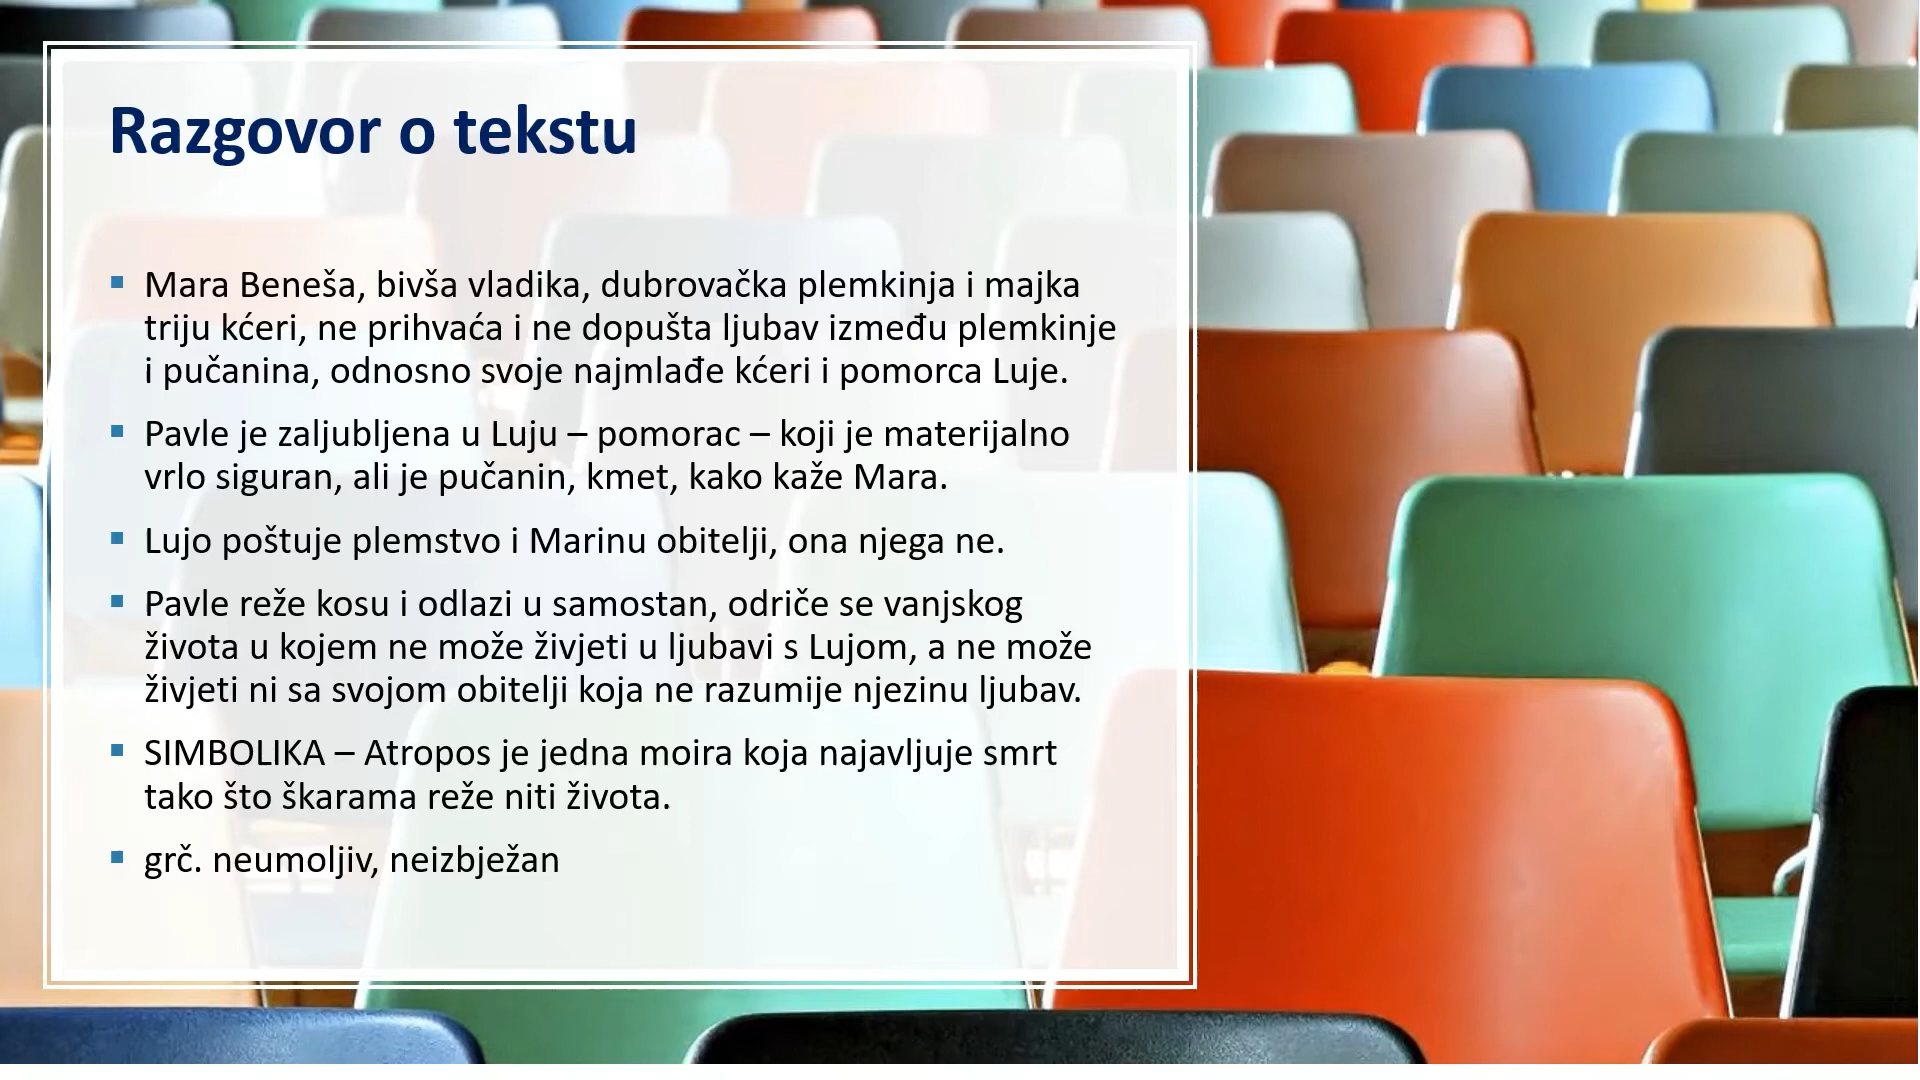 Razgovor o tekstu
▪ Mara Beneša, bivša vladika, dubrovačka plemkinja i majka
triju kćeri, ne prihvaća i ne dopušta ljubav između plemkinje
i pučanina, odnosno svoje najmlađe kćeri i pomorca Luje.
▪ Pavle je zaljubljena u Luju – pomorac – koji je materijalno
vrlo siguran, ali je pučanin, kmet, kako kaže Mara.
▪ Lujo poštuje plemstvo i Marinu obitelji, ona njega ne.
▪ Pavle reže kosu i odlazi u samostan, odriče se vanjskog
života u kojem ne može živjeti u ljubavi s Lujom, a ne može
živjeti ni sa svojom obitelji koja ne razumije njezinu ljubav.
▪ SIMBOLIKA – Atropos je jedna moira koja najavljuje smrt
tako što škarama reže niti života.
▪ grč. neumoljiv, neizbježan